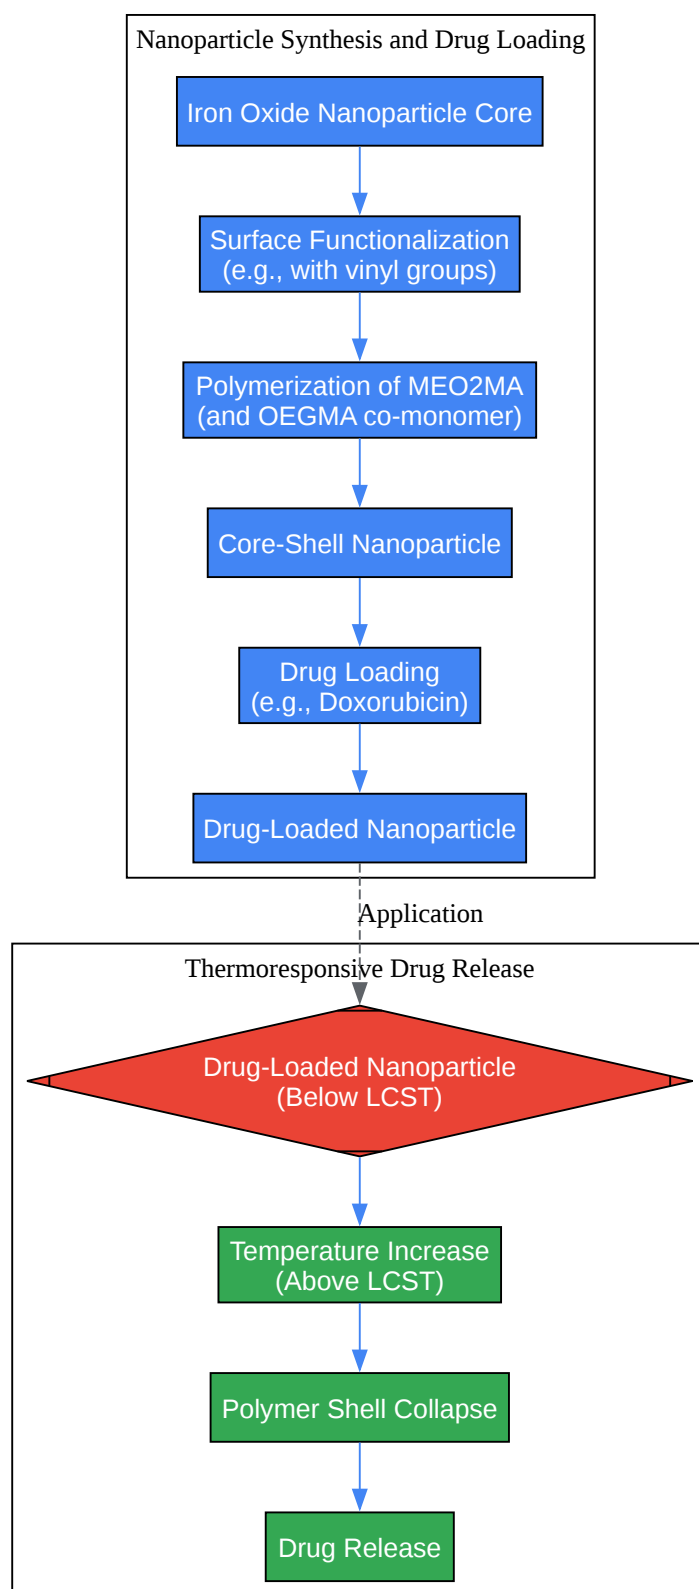 Nanoparticle Synthesis and Drug Loading
Iron Oxide Nanoparticle Core
Surface Functionalization
(e.g., with vinyl groups)
Polymerization of MEO2MA
(and OEGMA co-monomer)
Core-Shell Nanoparticle
Drug Loading
(e.g., Doxorubicin)
Drug-Loaded Nanoparticle
Application
Thermoresponsive Drug Release
Drug-Loaded Nanoparticle
(Below LCST)
Temperature Increase
(Above LCST)
Polymer Shell Collapse
Drug Release